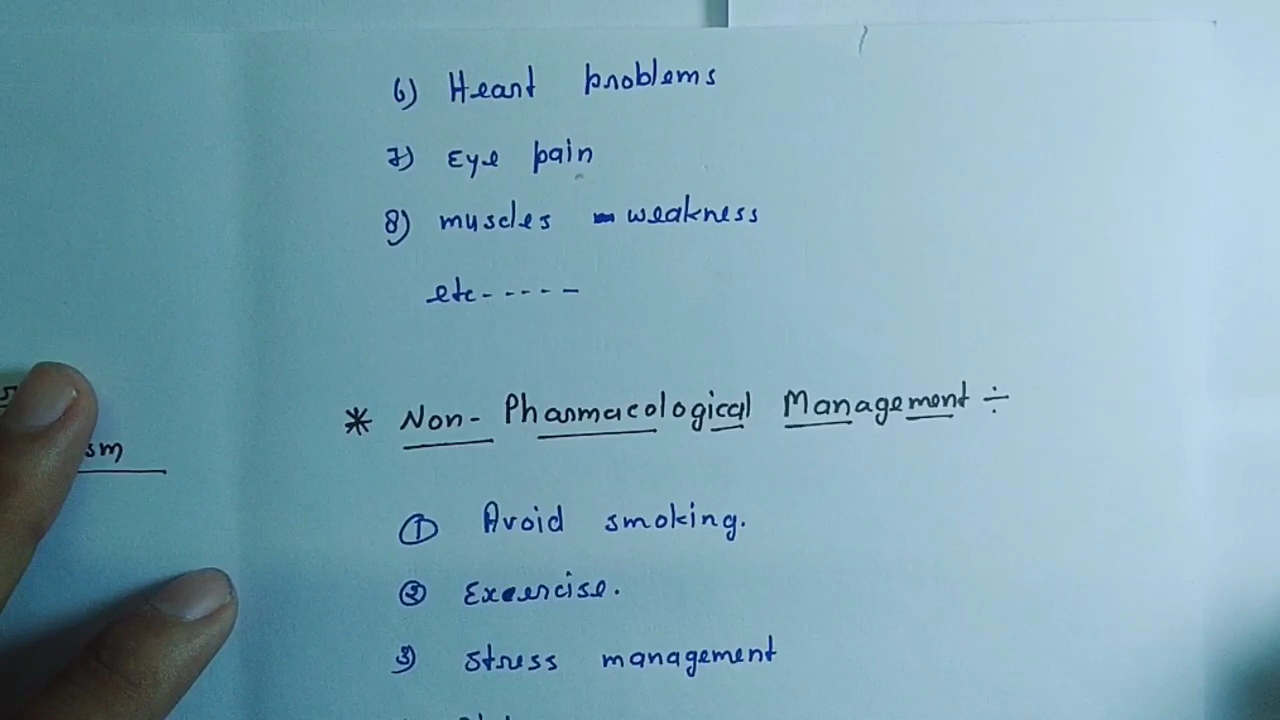 6) Heart problems
7) Eye pain
8) muscles - weakness
etc-----
* Non-Pharmacological Management ÷
① Avoid smoking.
② Exercise.
3) stress management
sm